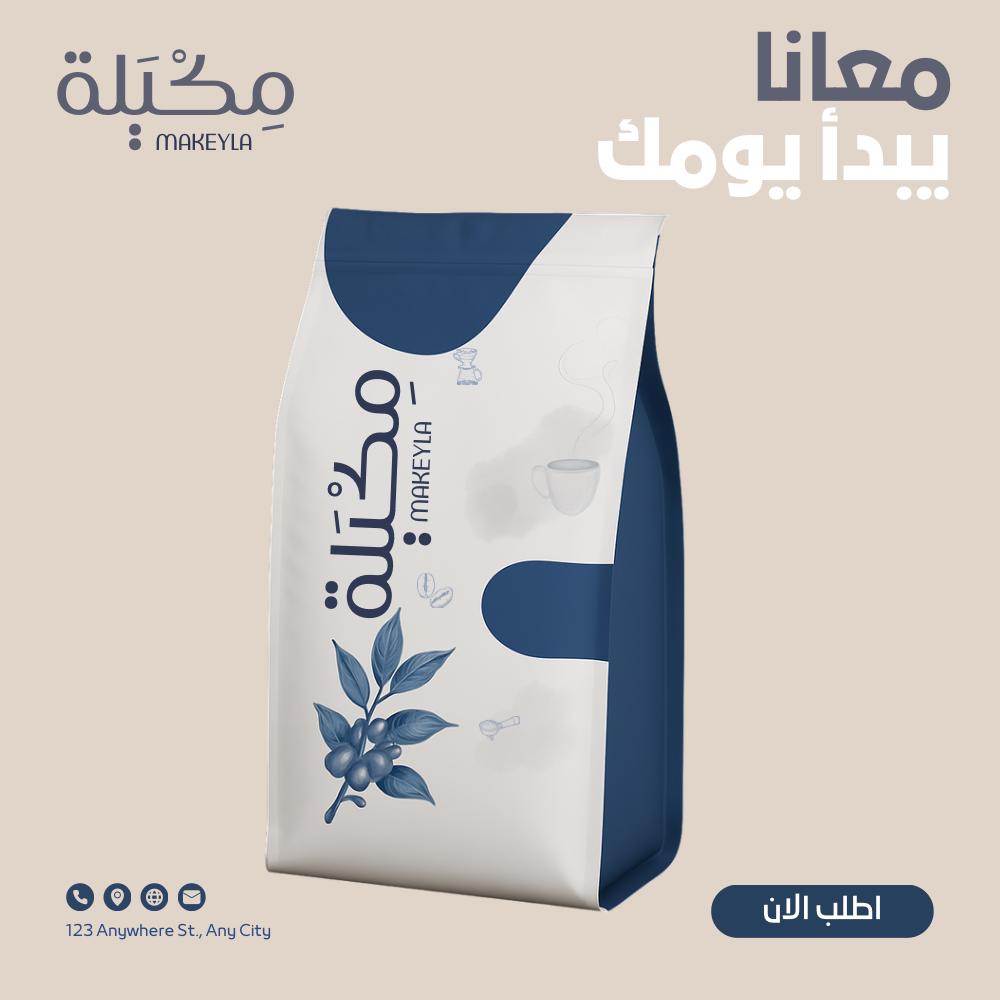 معانا
يبدأ يومك
مِكْيَلة
MAKEYLA
مِكْيَلة
MAKEYLA
123 Anywhere St., Any City
اطلب الان